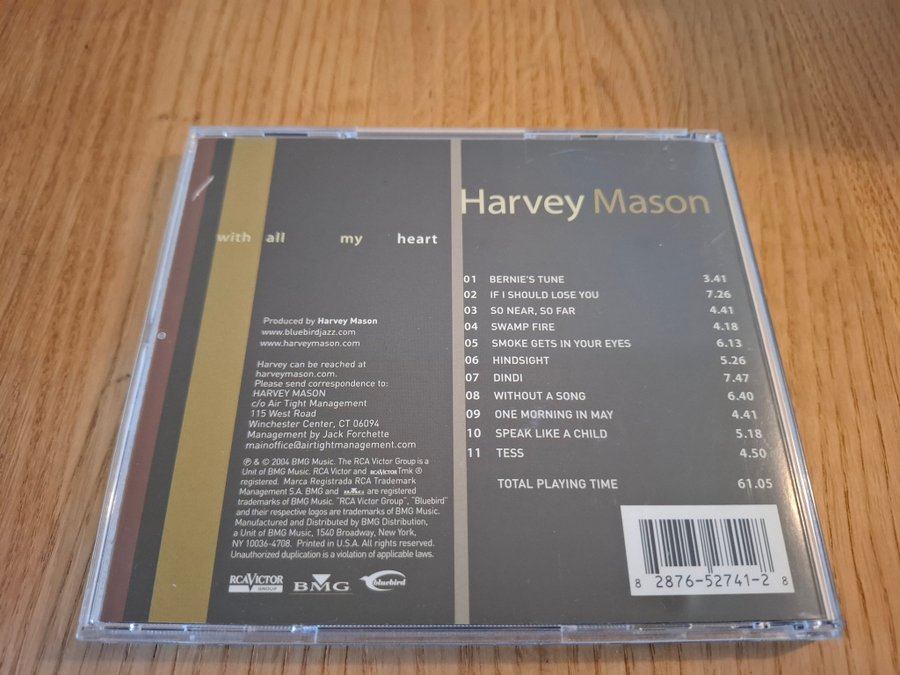 with all my heart
Produced by Harvey Mason
www.bluebirdjazz.com
www.harveymason.com
Harvey can be reached at
harveymason.com.
Please send correspondence to:
HARVEY MASON
c/o Air Tight Management
115 West Road
Winchester Center, CT 06094
Management by Jack Forchette
mainoffice@airtightmanagement.com
℗ & © 2004 BMG Music. The RCA Victor Group is a
Unit of BMG Music. RCA Victor and RCAVICTOR Tmk ®
registered. Marca Registrada RCA Trademark
Management S.A. BMG and are registered
trademarks of BMG Music. "RCA Victor Group", "Bluebird"
and their respective logos are trademarks of BMG Music.
Manufactured and Distributed by BMG Distribution,
a Unit of BMG Music, 1540 Broadway, New York,
NY 10036-4708. Printed in U.S.A. All rights reserved.
Unauthorized duplication is a violation of applicable laws.
RCAVICTOR GROUP
BMG
bluebird
Harvey Mason
01 BERNIE'S TUNE 3.41
02 IF I SHOULD LOSE YOU 7.26
03 SO NEAR, SO FAR 4.41
04 SWAMP FIRE 4.18
05 SMOKE GETS IN YOUR EYES 6.13
06 HINDSIGHT 5.26
07 DINDI 7.47
08 WITHOUT A SONG 6.40
09 ONE MORNING IN MAY 4.41
10 SPEAK LIKE A CHILD 5.18
11 TESS 4.50
TOTAL PLAYING TIME 61.05
8 2876-52741-2 8